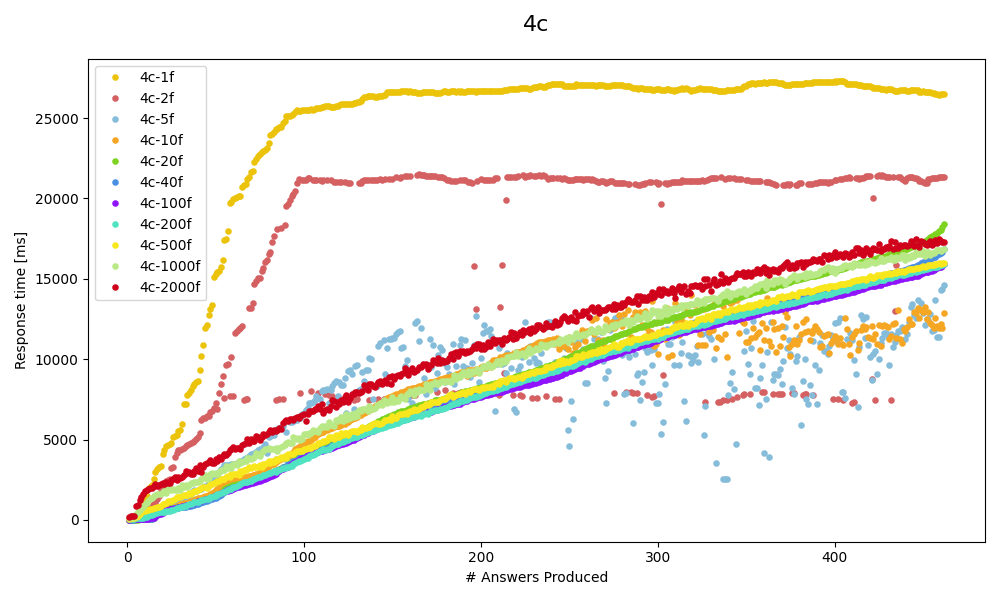 4c
4c-1f
4c-2f
4c-5f
4c-10f
4c-20f
4c-40f
4c-100f
4c-200f
4c-500f
4c-1000f
4c-2000f
Response time [ms]
25000
20000
15000
10000
5000
0
0 100 200 300 400
# Answers Produced